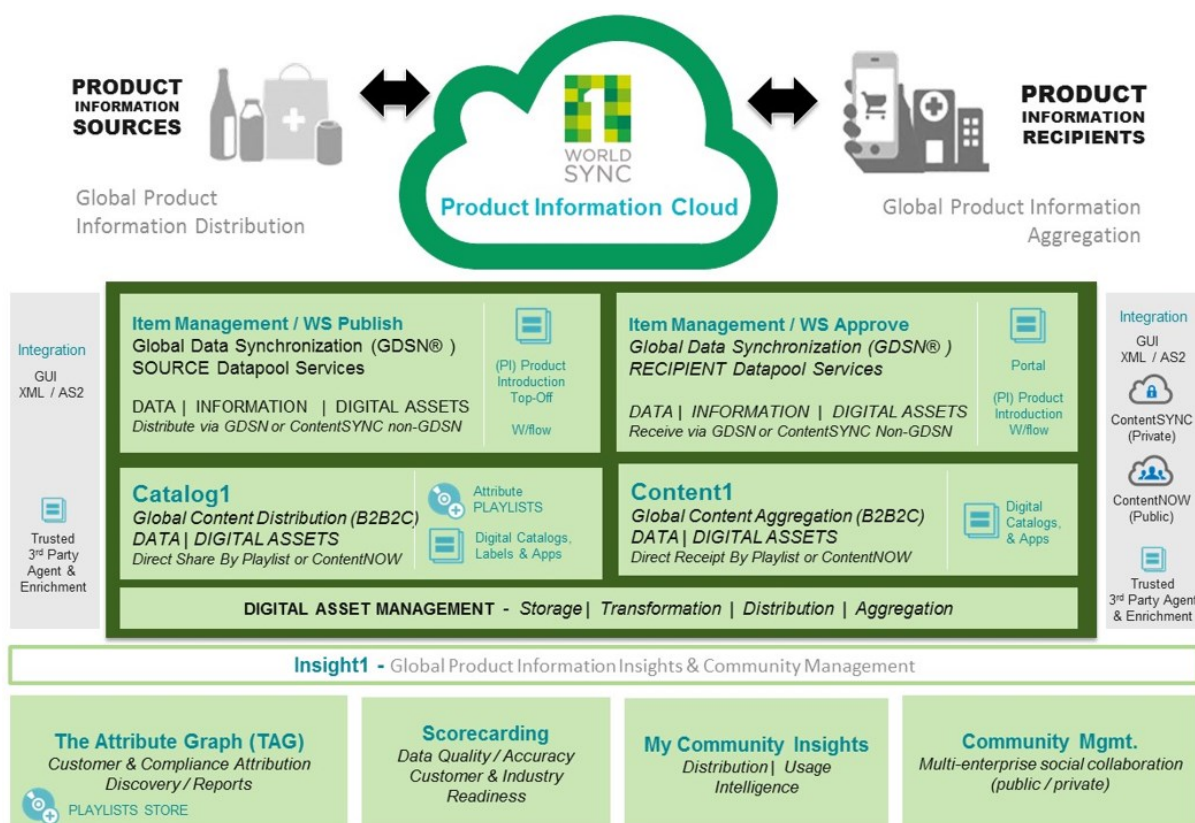 PRODUCT
INFORMATION
SOURCES
Global Product
Information Distribution
1
WORLD
SYNC
Product Information Cloud
PRODUCT
INFORMATION
RECIPIENTS
Global Product Information
Aggregation
Integration
GUI
XML / AS2
Trusted
3rd Party
Agent &
Enrichment
Item Management / WS Publish
Global Data Synchronization (GDSN® )
SOURCE Datapool Services
DATA | INFORMATION | DIGITAL ASSETS
Distribute via GDSN or ContentSYNC non-GDSN
(PI) Product
Introduction
Top-Off
W/flow
Item Management / WS Approve
Global Data Synchronization (GDSN® )
RECIPIENT Datapool Services
DATA | INFORMATION | DIGITAL ASSETS
Receive via GDSN or ContentSYNC Non-GDSN
Portal
(PI) Product
Introduction
W/flow
Catalog1
Global Content Distribution (B2B2C)
DATA | DIGITAL ASSETS
Direct Share By Playlist or ContentNOW
Attribute
PLAYLISTS
Digital Catalogs,
Labels & Apps
Content1
Global Content Aggregation (B2B2C)
DATA | DIGITAL ASSETS
Direct Receipt By Playlist or ContentNOW
Digital
Catalogs,
& Apps
DIGITAL ASSET MANAGEMENT - Storage | Transformation | Distribution | Aggregation
Integration
GUI
XML / AS2
ContentSYNC
(Private)
ContentNOW
(Public)
Trusted
3rd Party Agent
& Enrichment
Insight1 - Global Product Information Insights & Community Management
The Attribute Graph (TAG)
Customer & Compliance Attribution
Discovery / Reports
PLAYLISTS STORE
Scorecarding
Data Quality / Accuracy
Customer & Industry
Readiness
My Community Insights
Distribution | Usage
Intelligence
Community Mgmt.
Multi-enterprise social collaboration
(public / private)